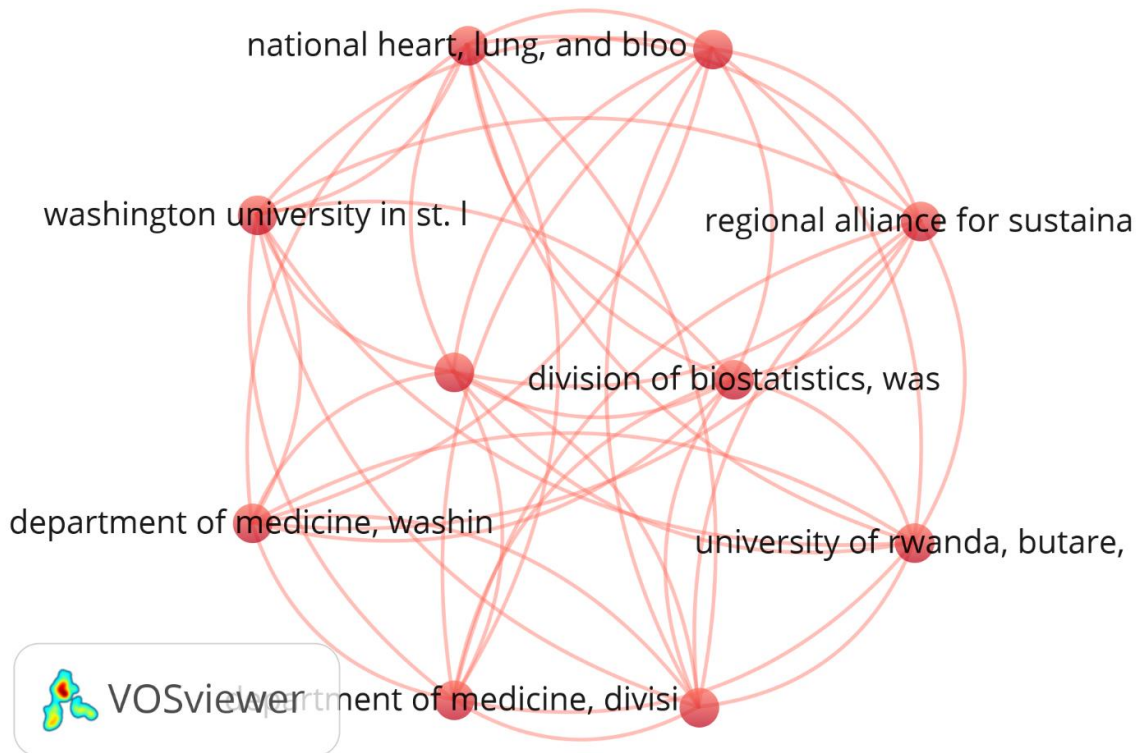 national heart, lung, and bloo
washington university in st. l
regional alliance for sustaina
division of biostatistics, was
department of medicine, washin
university of rwanda, butare,
department of medicine, divisi
VOSviewer